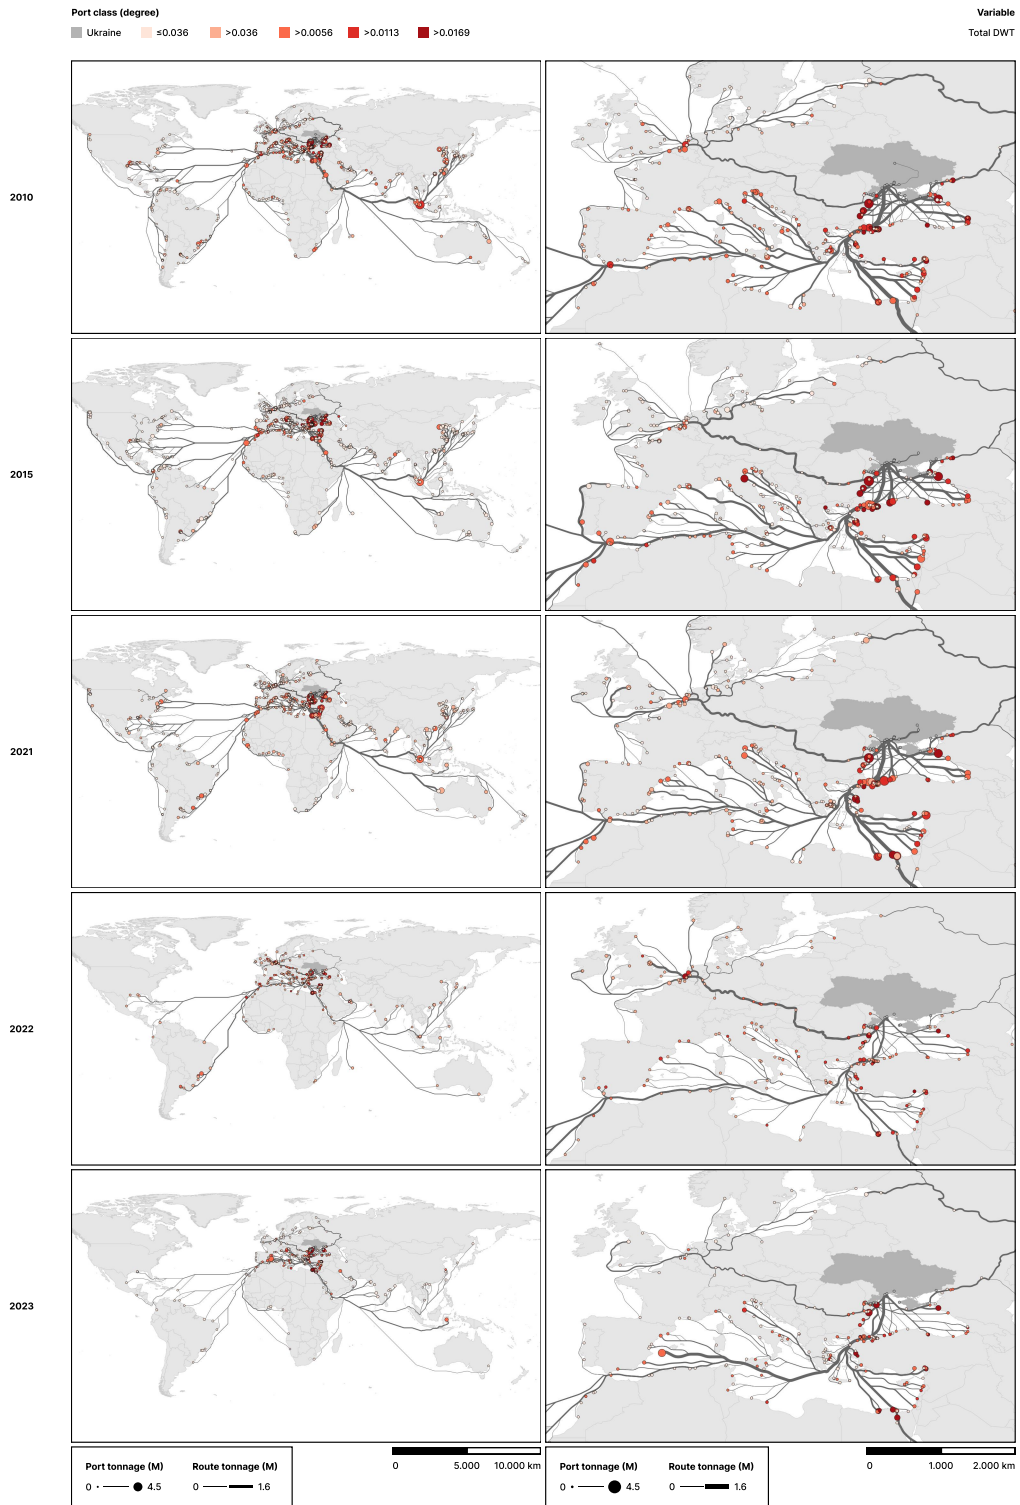 Port class (degree)
Variable
Ukraine ≤0.036 >0.036 >0.0056 >0.0113 >0.0169
Total DWT
2010
2015
2021
2022
2023
Port tonnage (M) Route tonnage (M)
0 4.5 0 1.6
0 5.000 10.000 km
Port tonnage (M) Route tonnage (M)
0 4.5 0 1.6
0 1.000 2.000 km